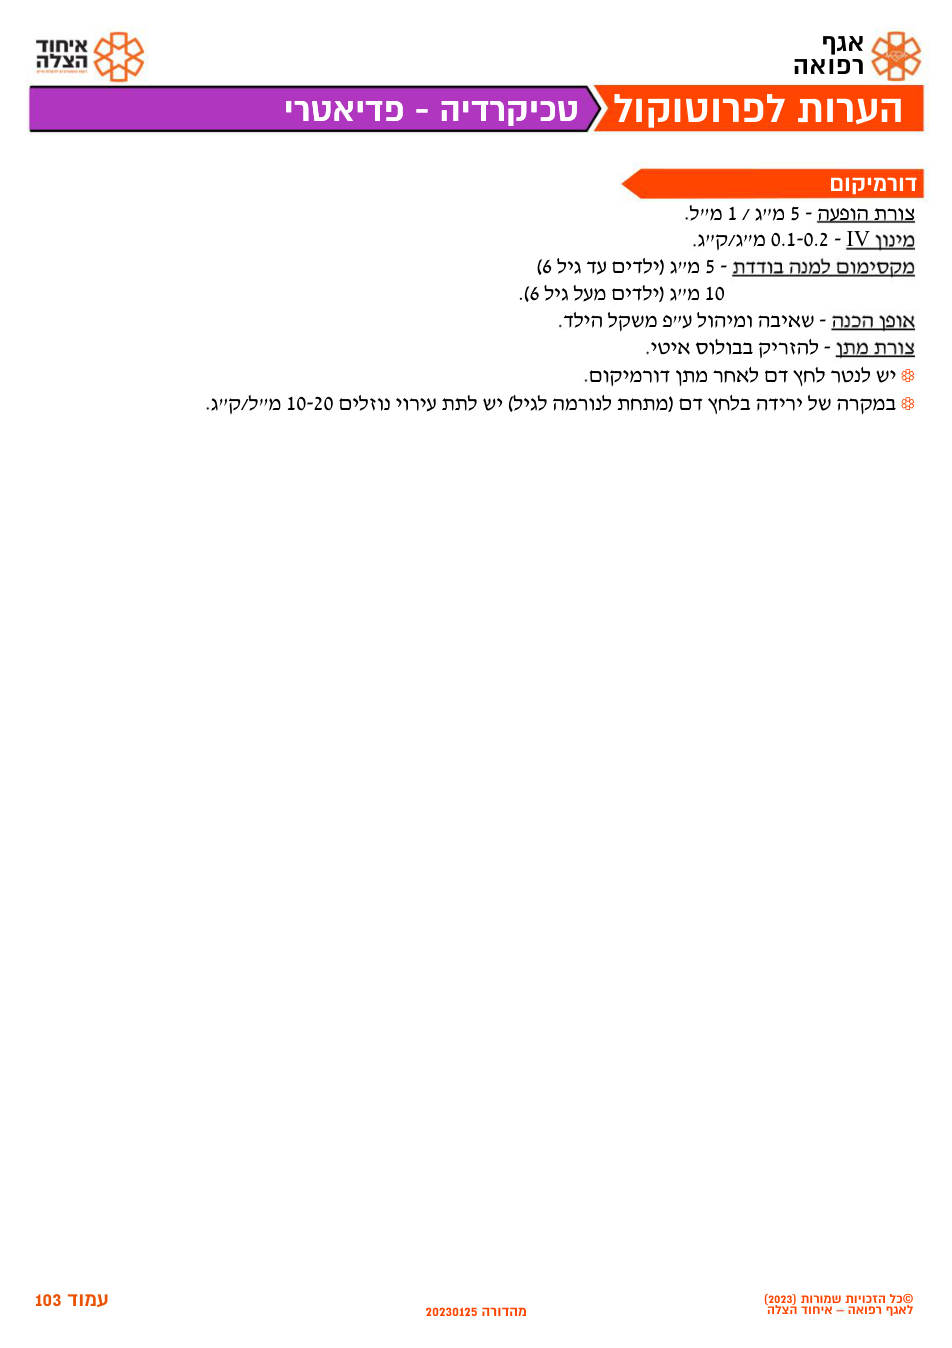 אגף
רפואה
איחוד
הצלה
הערות לפרוטוקול
טכיקרדיה - פדיאטרי
דורמיקום
צורת הופעה - 5 מ״ג / 1 מ״ל.
מינון IV - 0.1-0.2 מ״ג/ק״ג.
מקסימום למנה בודדת - 5 מ״ג (ילדים עד גיל 6)
10 מ״ג (ילדים מעל גיל 6).
אופן הכנה - שאיבה ומיהול ע״פ משקל הילד.
צורת מתן - להזריק בבולוס איטי.
יש לנטר לחץ דם לאחר מתן דורמיקום.
במקרה של ירידה בלחץ דם (מתחת לנורמה לגיל) יש לתת עירוי נוזלים 10-20 מ״ל/ק״ג.
©כל הזכויות שמורות (2023)
לאגף רפואה – איחוד הצלה
מהדורה 20230125
עמוד 103